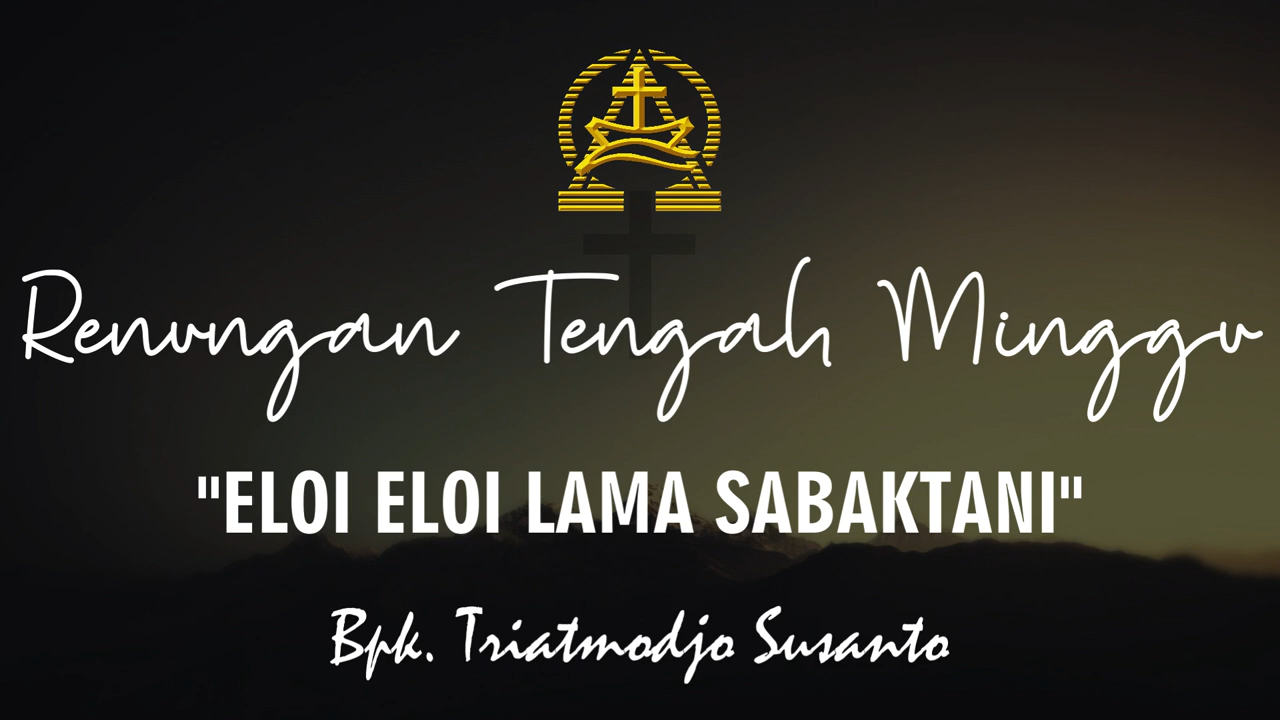 Renungan Tengah Minggu
"ELOI ELOI LAMA SABAKTANI"
Bpk. Triatmodjo Susanto